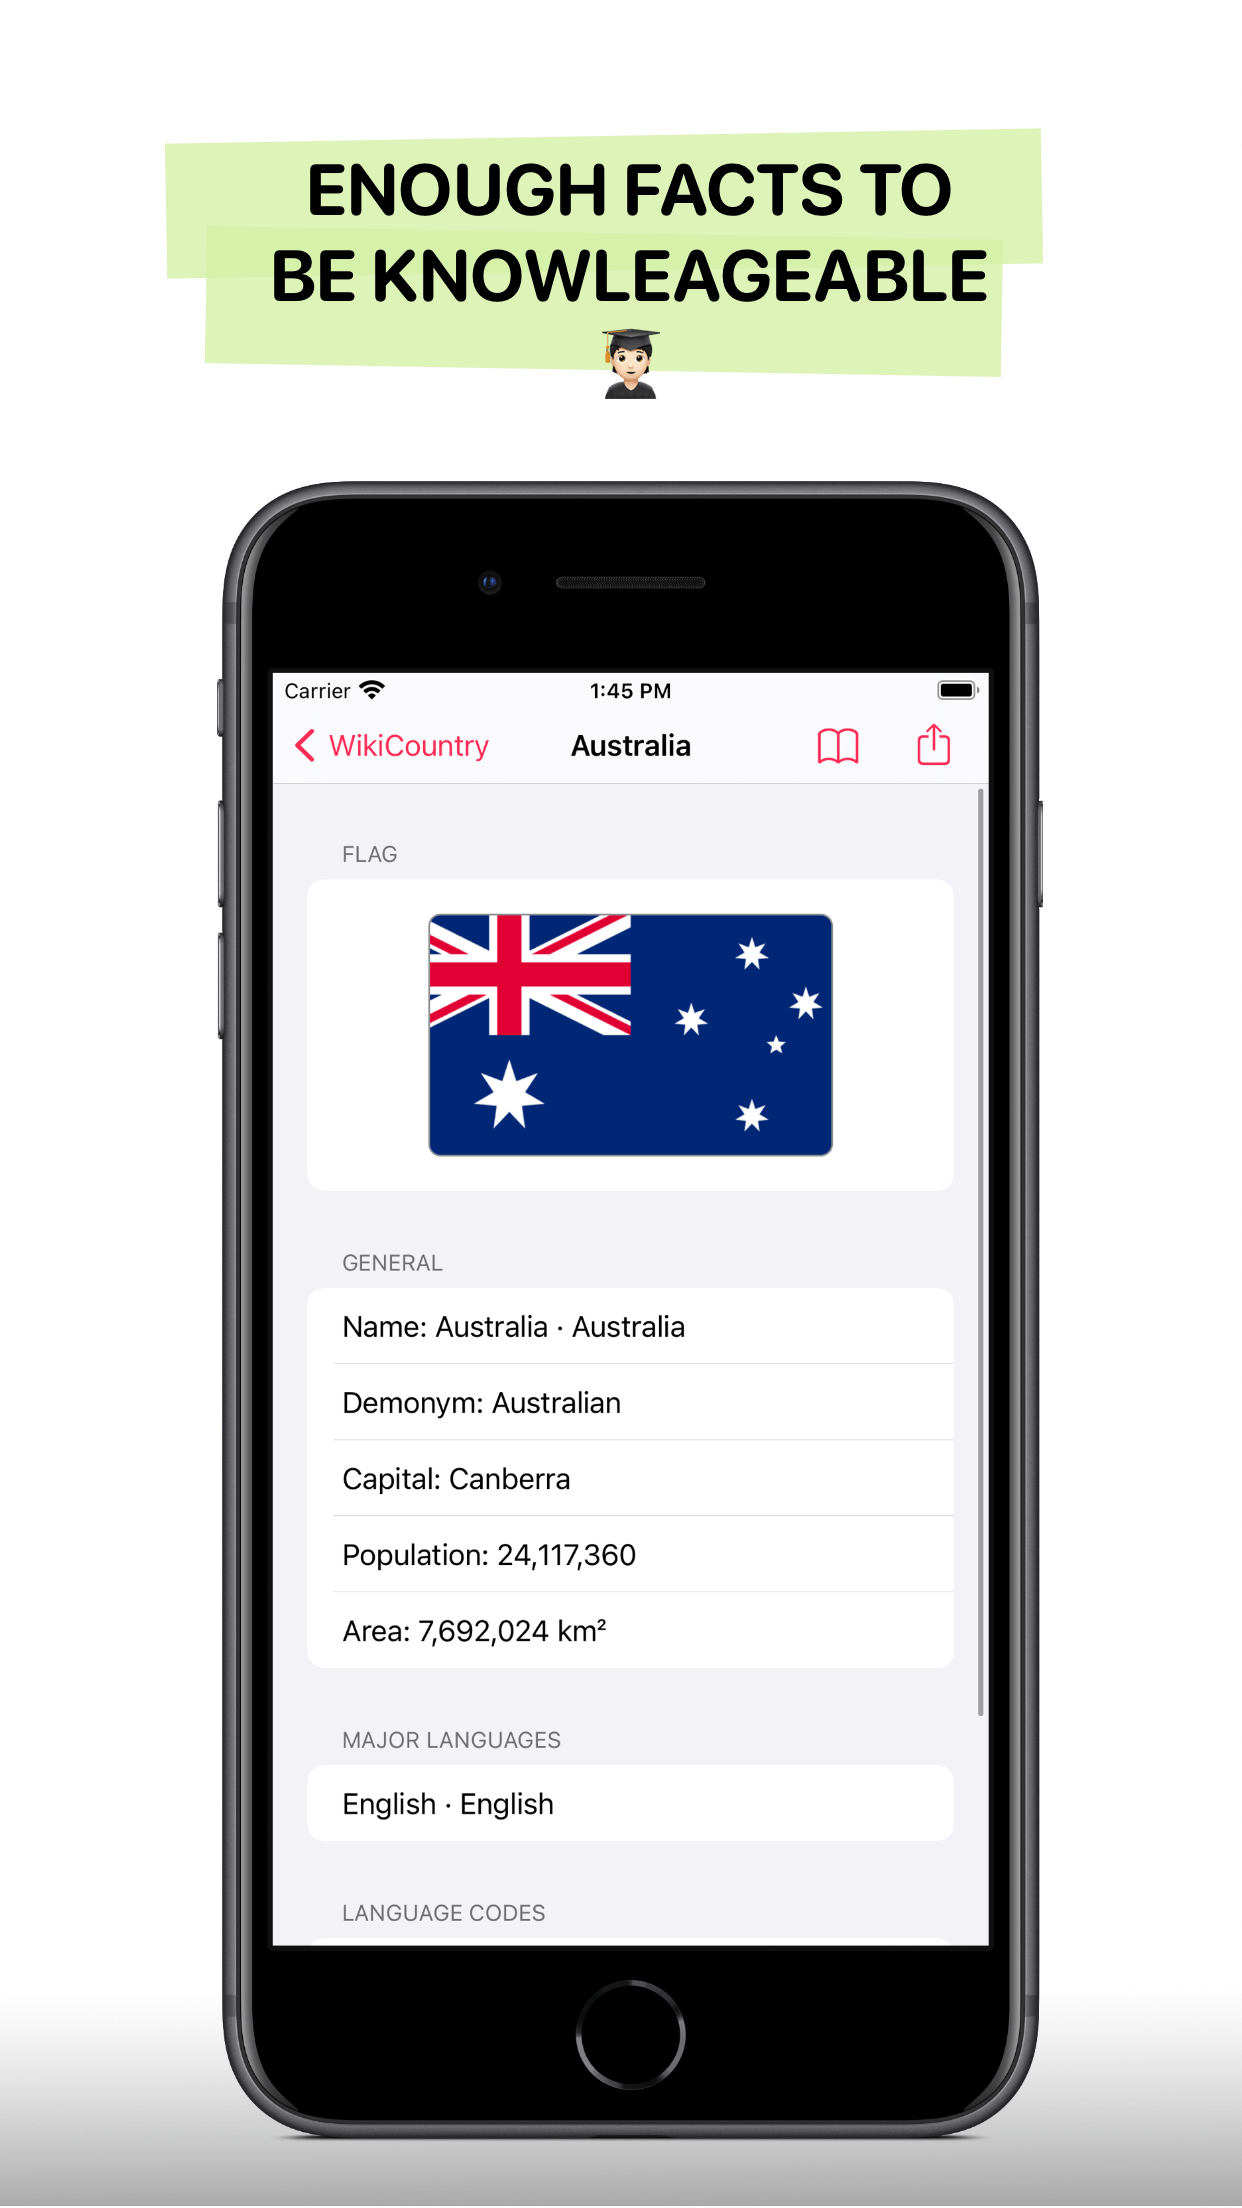 ENOUGH FACTS TO
BE KNOWLEAGEABLE
Carrier 1:45 PM
WikiCountry Australia
FLAG
GENERAL
Name: Australia · Australia
Demonym: Australian
Capital: Canberra
Population: 24,117,360
Area: 7,692,024 km²
MAJOR LANGUAGES
English · English
LANGUAGE CODES